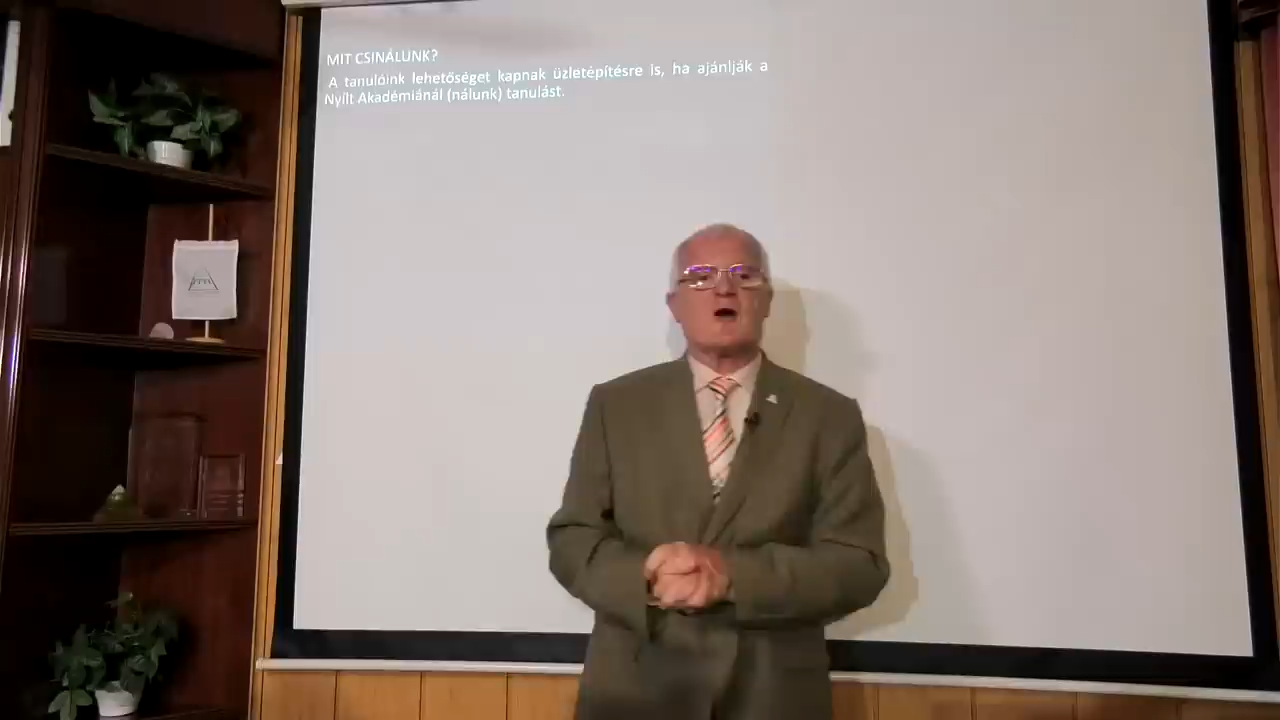 MIT CSINÁLUNK?
A tanulóink lehetőséget kapnak üzletépítésre is, ha ajánlják a
Nyílt Akadémiánál (nálunk) tanulást.